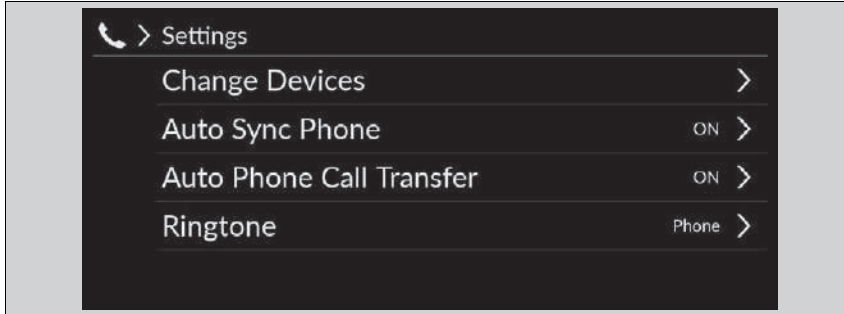 Settings
Change Devices
Auto Sync Phone ON
Auto Phone Call Transfer ON
Ringtone Phone